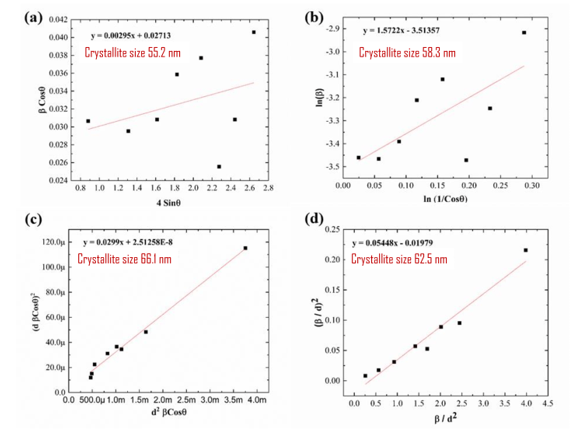 (a)
y = 0.00295x + 0.02713
Crystallite size 55.2 nm
β Cosθ
0.042
0.040
0.038
0.036
0.034
0.032
0.030
0.028
0.026
0.024
0.8 1.0 1.2 1.4 1.6 1.8 2.0 2.2 2.4 2.6 2.8
4 Sinθ
(b)
y = 1.5722x - 3.51357
Crystallite size 58.3 nm
ln(β)
-2.9
-3.0
-3.1
-3.2
-3.3
-3.4
-3.5
0.00 0.05 0.10 0.15 0.20 0.25 0.30
ln (1/Cosθ)
(c)
y = 0.0299x + 2.51258E-8
Crystallite size 66.1 nm
(d βCosθ)²
120.0μ
100.0μ
80.0μ
60.0μ
40.0μ
20.0μ
0.0
0.0 500.0μ 1.0m 1.5m 2.0m 2.5m 3.0m 3.5m 4.0m
d² βCosθ
(d)
y = 0.05448x - 0.01979
Crystallite size 62.5 nm
(β / d)²
0.25
0.20
0.15
0.10
0.05
0.00
0.0 0.5 1.0 1.5 2.0 2.5 3.0 3.5 4.0 4.5
β / d²